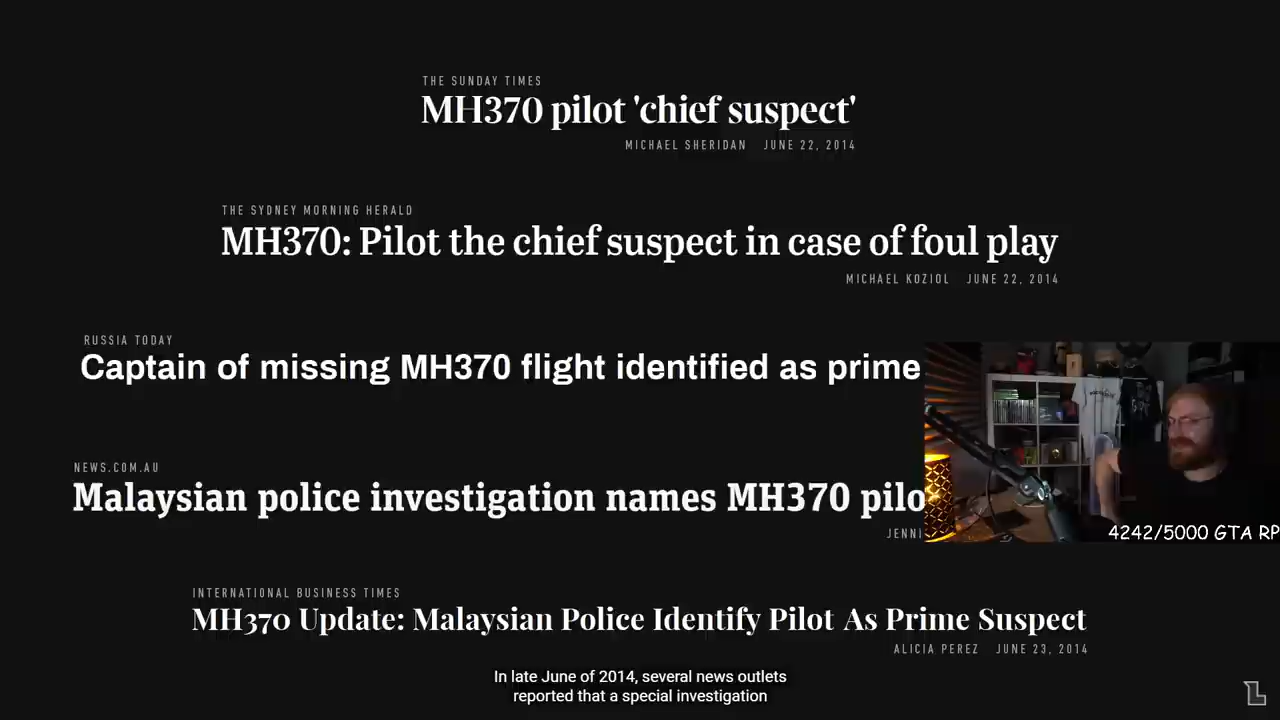 THE SUNDAY TIMES
MH370 pilot 'chief suspect'
MICHAEL SHERIDAN JUNE 22, 2014
THE SYDNEY MORNING HERALD
MH370: Pilot the chief suspect in case of foul play
MICHAEL KOZIOL JUNE 22, 2014
RUSSIA TODAY
Captain of missing MH370 flight identified as prime
NEWS.COM.AU
Malaysian police investigation names MH370 pilo
JENNI
4242/5000 GTA RP
INTERNATIONAL BUSINESS TIMES
MH370 Update: Malaysian Police Identify Pilot As Prime Suspect
ALICIA PEREZ JUNE 23, 2014
In late June of 2014, several news outlets
reported that a special investigation